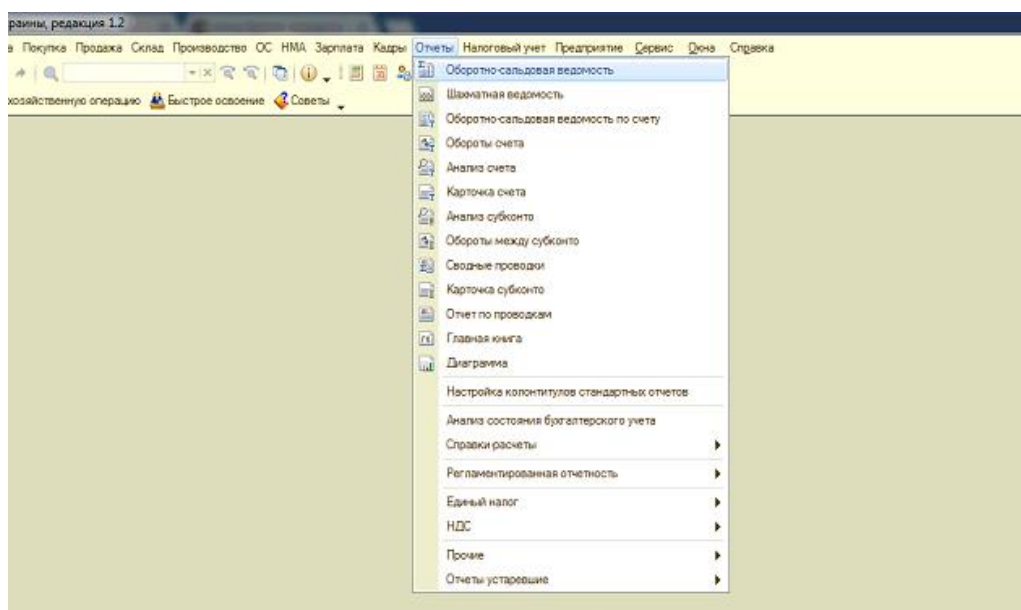 раины, редакция 1.2
а Покупка Продажа Склад Производство ОС НМА Зарплата Кадры Отчеты Налоговый учет Предприятие Сервис Окна Справка
хозяйственную операцию Быстрое освоение Советы
Оборотно-сальдовая ведомость
Шахматная ведомость
Оборотно-сальдовая ведомость по счету
Обороты счета
Анализ счета
Карточка счета
Анализ субконто
Обороты между субконто
Сводные проводки
Карточка субконто
Отчет по проводкам
Главная книга
Диаграмма
Настройка колонтитулов стандартных отчетов
Анализ состояния бухгалтерского учета
Справки-расчеты
Регламентированная отчетность
Единый налог
НДС
Прочие
Отчеты устаревшие